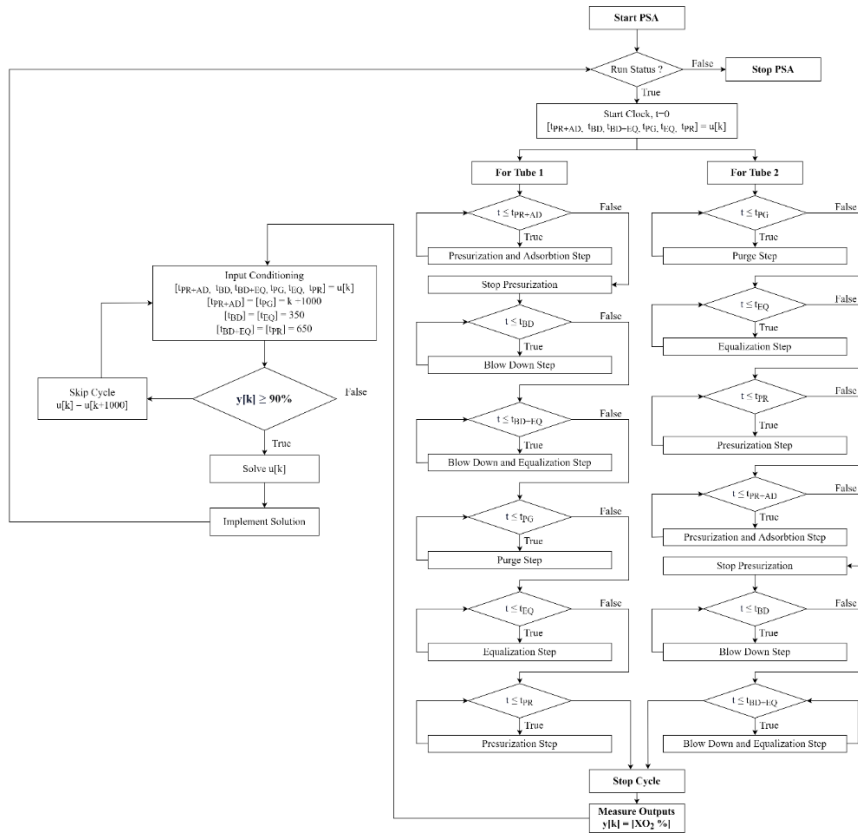 Start PSA
Run Status ?
False
Stop PSA
True
Start Clock, t=0
[tPR+AD, tBD, tBD−EQ, tPG, tEQ, tPR] = u[k]
For Tube 1
t ≤ tPR+AD
False
True
Presurization and Adsorbtion Step
Stop Presurization
t ≤ tBD
False
True
Blow Down Step
t ≤ tBD−EQ
False
True
Blow Down and Equalization Step
t ≤ tPG
False
True
Purge Step
t ≤ tEQ
False
True
Equalization Step
t ≤ tPR
False
True
Presurization Step
For Tube 2
t ≤ tPG
False
True
Purge Step
t ≤ tEQ
False
True
Equalization Step
t ≤ tPR
False
True
Presurization Step
t ≤ tPR+AD
False
True
Presurization and Adsorbtion Step
Stop Presurization
t ≤ tBD
False
True
Blow Down Step
t ≤ tBD−EQ
True
Blow Down and Equalization Step
Stop Cycle
Measure Outputs
y[k] = [XO2 %]
Input Conditioning
[tPR+AD, tBD, tBD+EQ, tPG, tEQ, tPR] = u[k]
[tPR+AD] = [tPG] = k +1000
[tBD] = [tEQ] = 350
[tBD−EQ] = [tPR] = 650
y[k] ≥ 90%
False
Skip Cycle
u[k] − u[k+1000]
True
Solve u[k]
Implement Solution